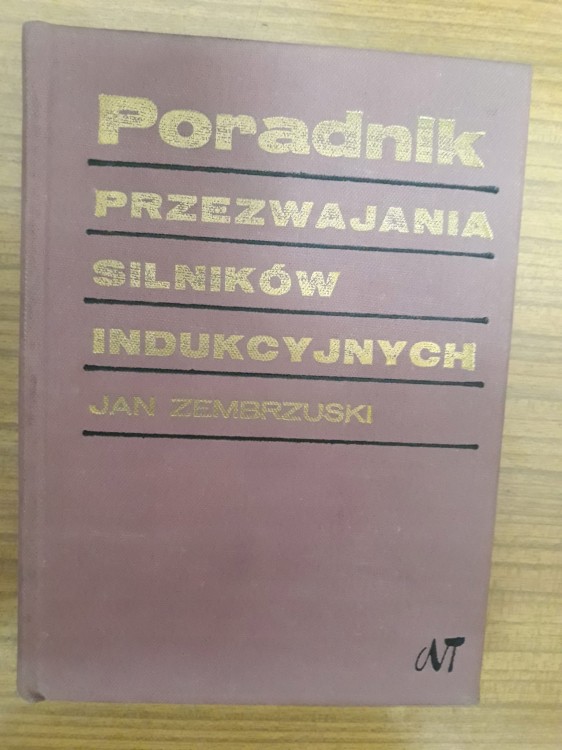 Poradnik
PRZEZWAJANIA
SILNIKÓW
INDUKCYJNYCH
JAN ZEMBRZUSKI
WNT